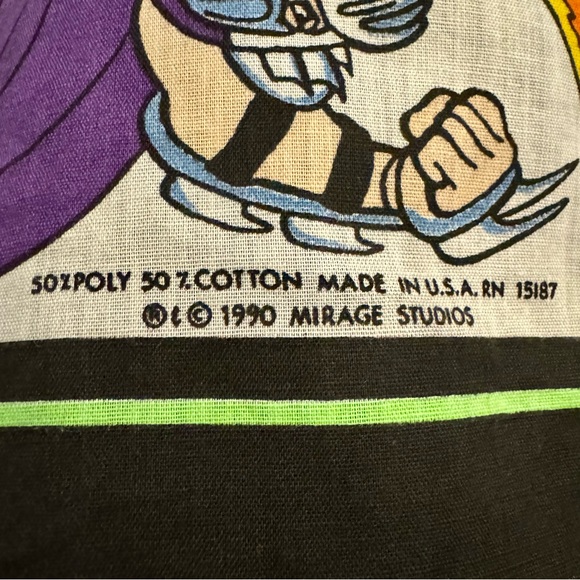 50%POLY 50%COTTON MADE IN U.S.A. RN 15187
® & © 1990 MIRAGE STUDIOS